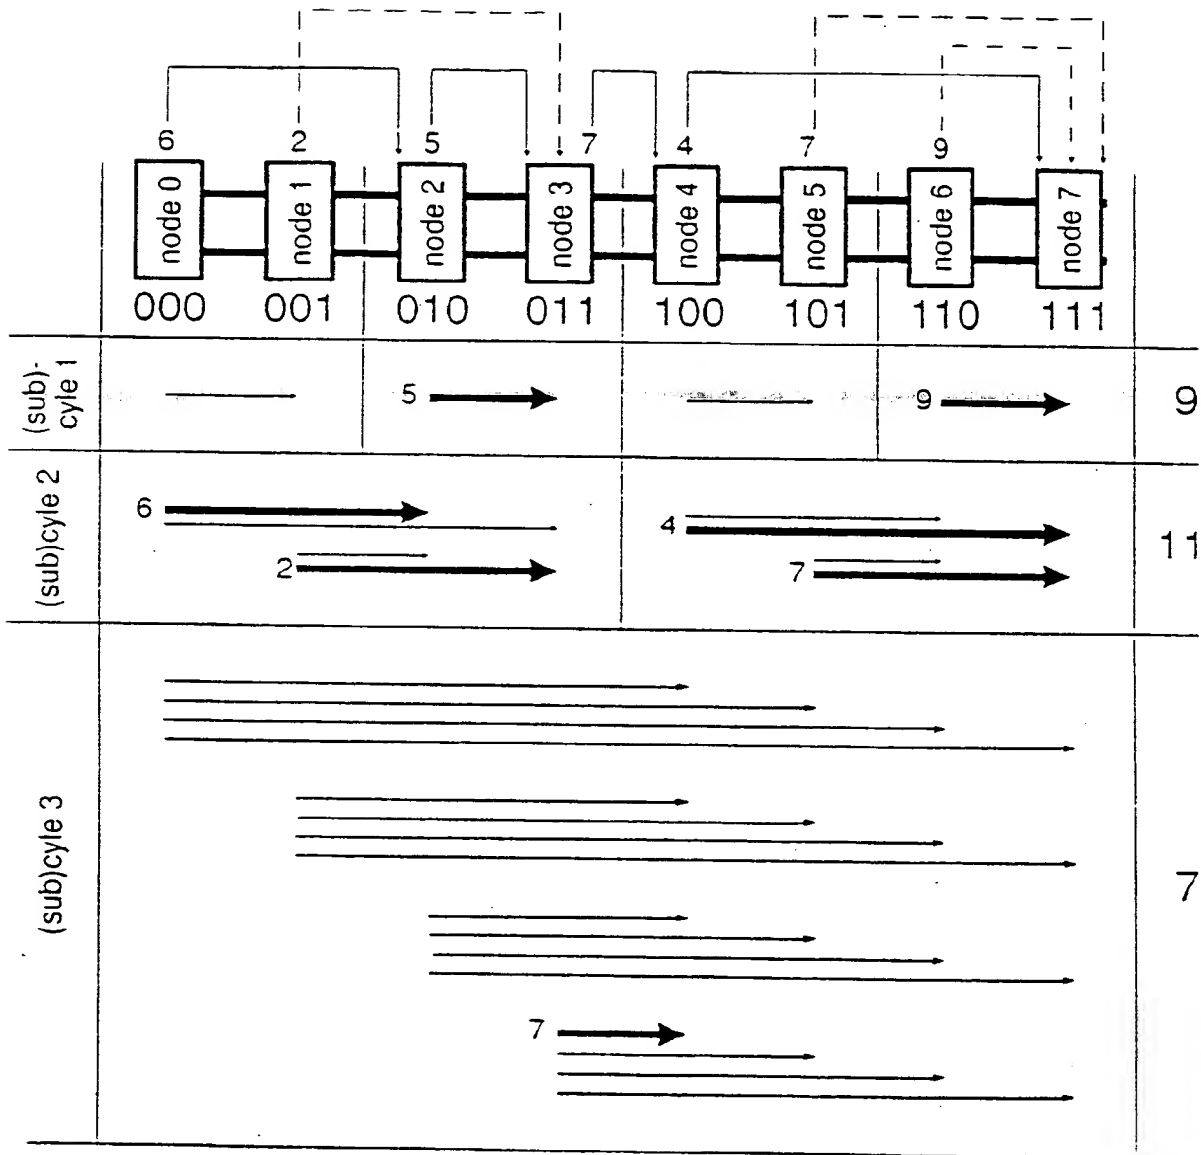 6 2 5 7 4 7 9
node 0 node 1 node 2 node 3 node 4 node 5 node 6 node 7
000 001 010 011 100 101 110 111
(sub)-
cyle 1
5 9 9
(sub)cyle 2
6
4
2
7
11
(sub)cyle 3
7
7